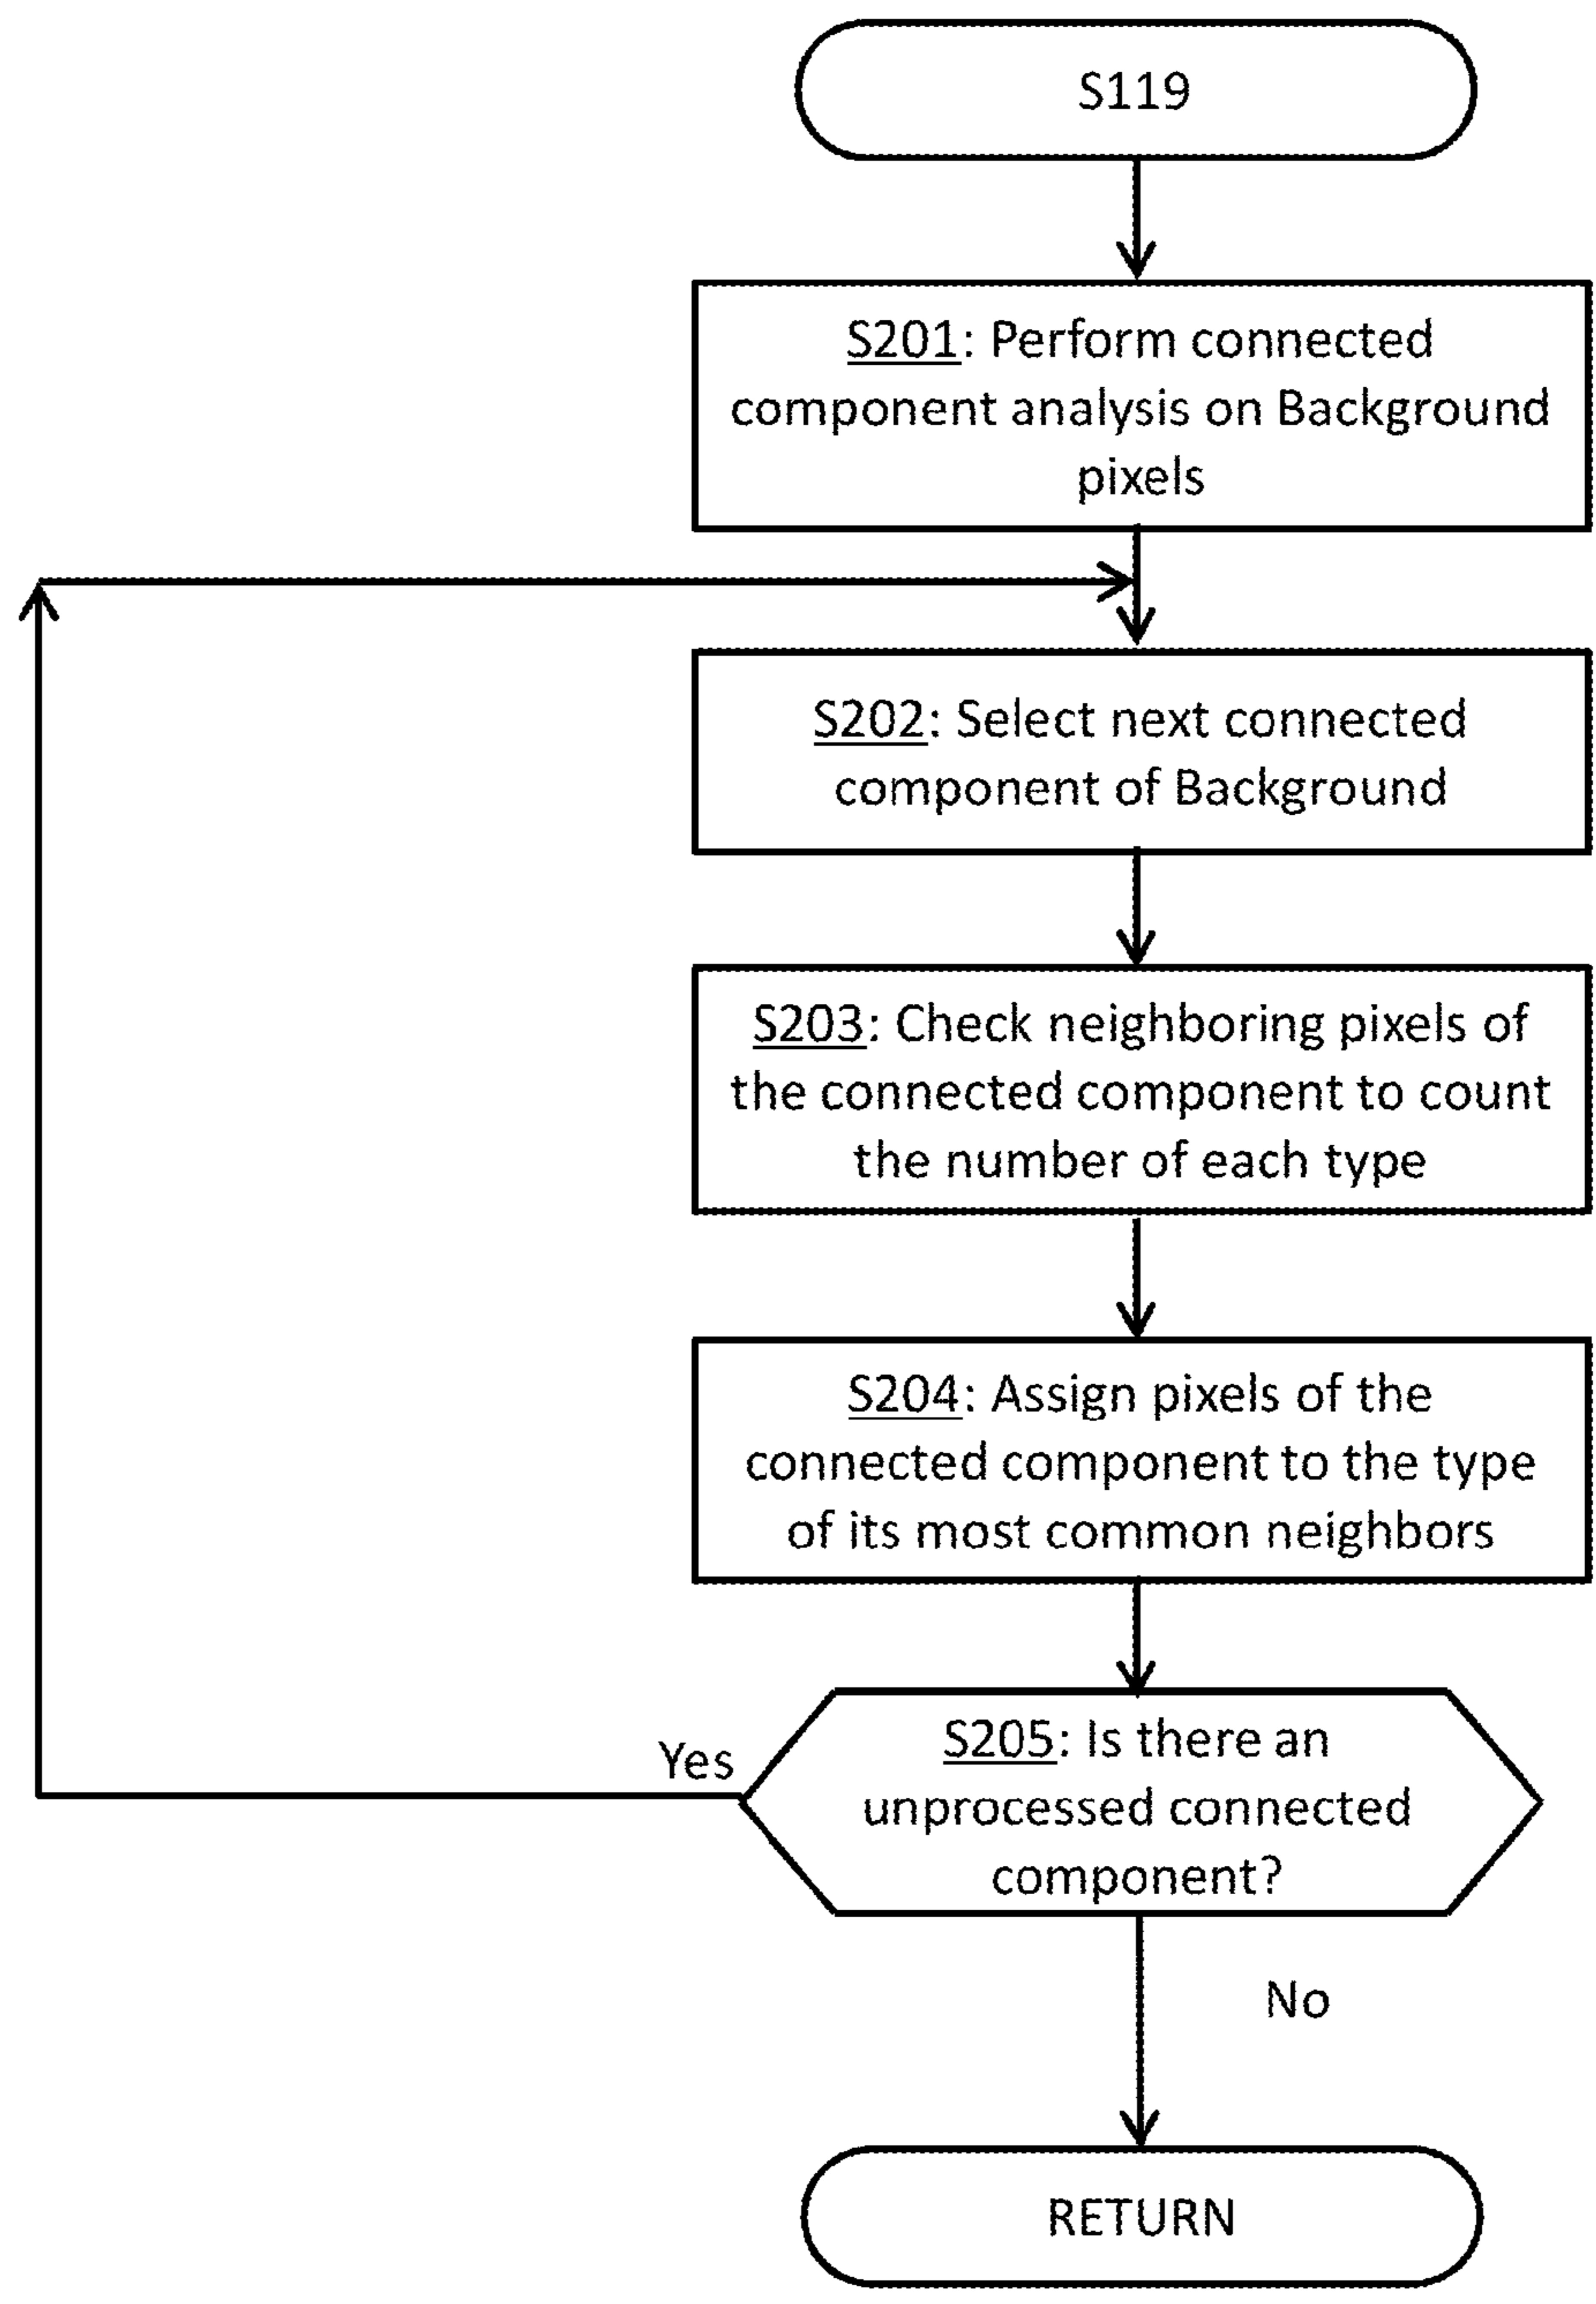 S119
S201: Perform connected
component analysis on Background
pixels
S202: Select next connected
component of Background
S203: Check neighboring pixels of
the connected component to count
the number of each type
S204: Assign pixels of the
connected component to the type
of its most common neighbors
S205: Is there an
unprocessed connected
component?
Yes
No
RETURN